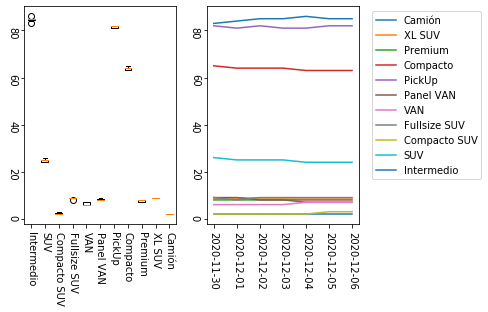 80
60
40
20
0
Intermedio
SUV
Compacto SUV
Fullsize SUV
VAN
Panel VAN
PickUp
Compacto
Premium
XL SUV
Camión
80
60
40
20
0
2020-11-30
2020-12-01
2020-12-02
2020-12-03
2020-12-04
2020-12-05
2020-12-06
Camión
XL SUV
Premium
Compacto
PickUp
Panel VAN
VAN
Fullsize SUV
Compacto SUV
SUV
Intermedio